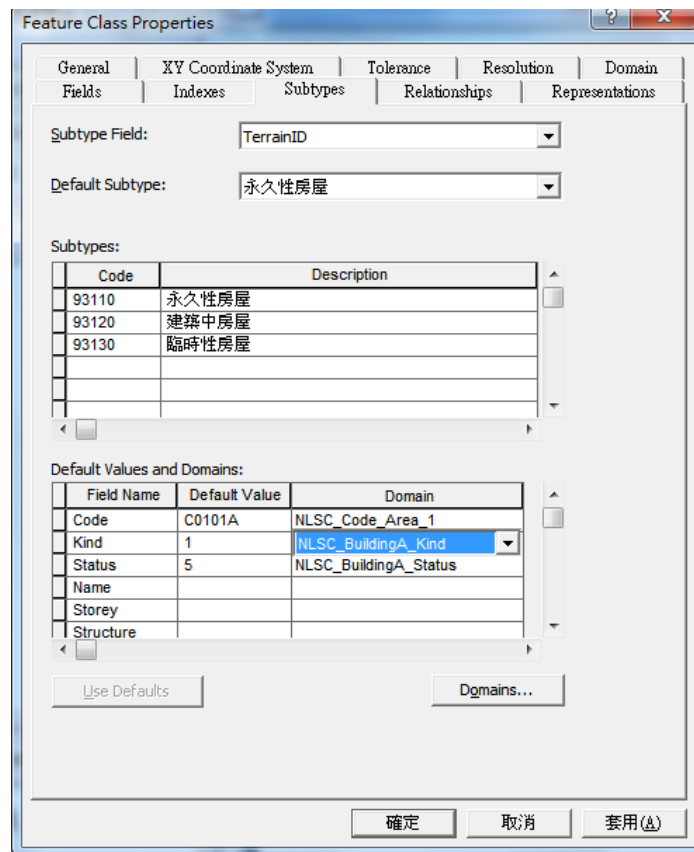 Feature Class Properties
General XY Coordinate System Tolerance Resolution Domain
Fields Indexes Subtypes Relationships Representations
Subtype Field: TerrainID
Default Subtype: 永久性房屋
Subtypes:
Code Description
93110 永久性房屋
93120 建築中房屋
93130 臨時性房屋
Default Values and Domains:
Field Name Default Value Domain
Code C0101A NLSC_Code_Area_1
Kind 1 NLSC_BuildingA_Kind
Status 5 NLSC_BuildingA_Status
Name
Storey
Structure
Use Defaults Domains...
確定 取消 套用(A)